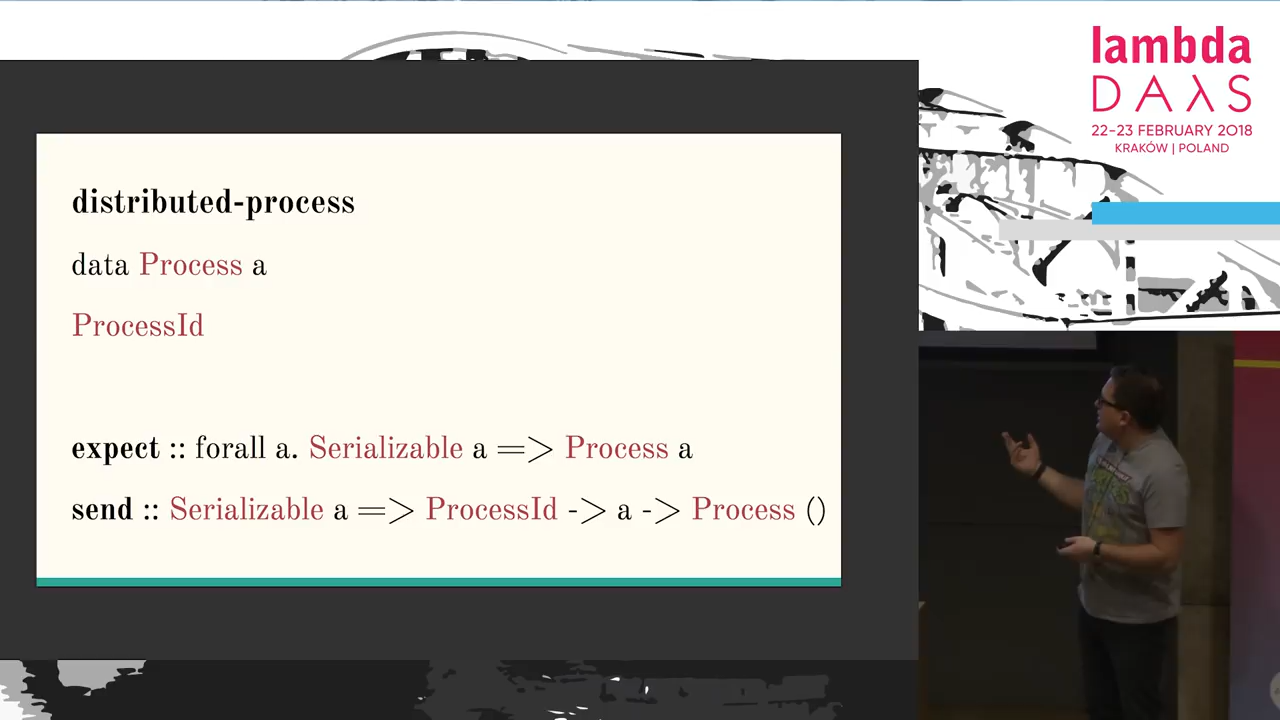 distributed-process
data Process a
ProcessId
expect :: forall a. Serializable a => Process a
send :: Serializable a => ProcessId -> a -> Process ()
lambda
DAλS
22-23 FEBRUARY 2018
KRAKÓW | POLAND